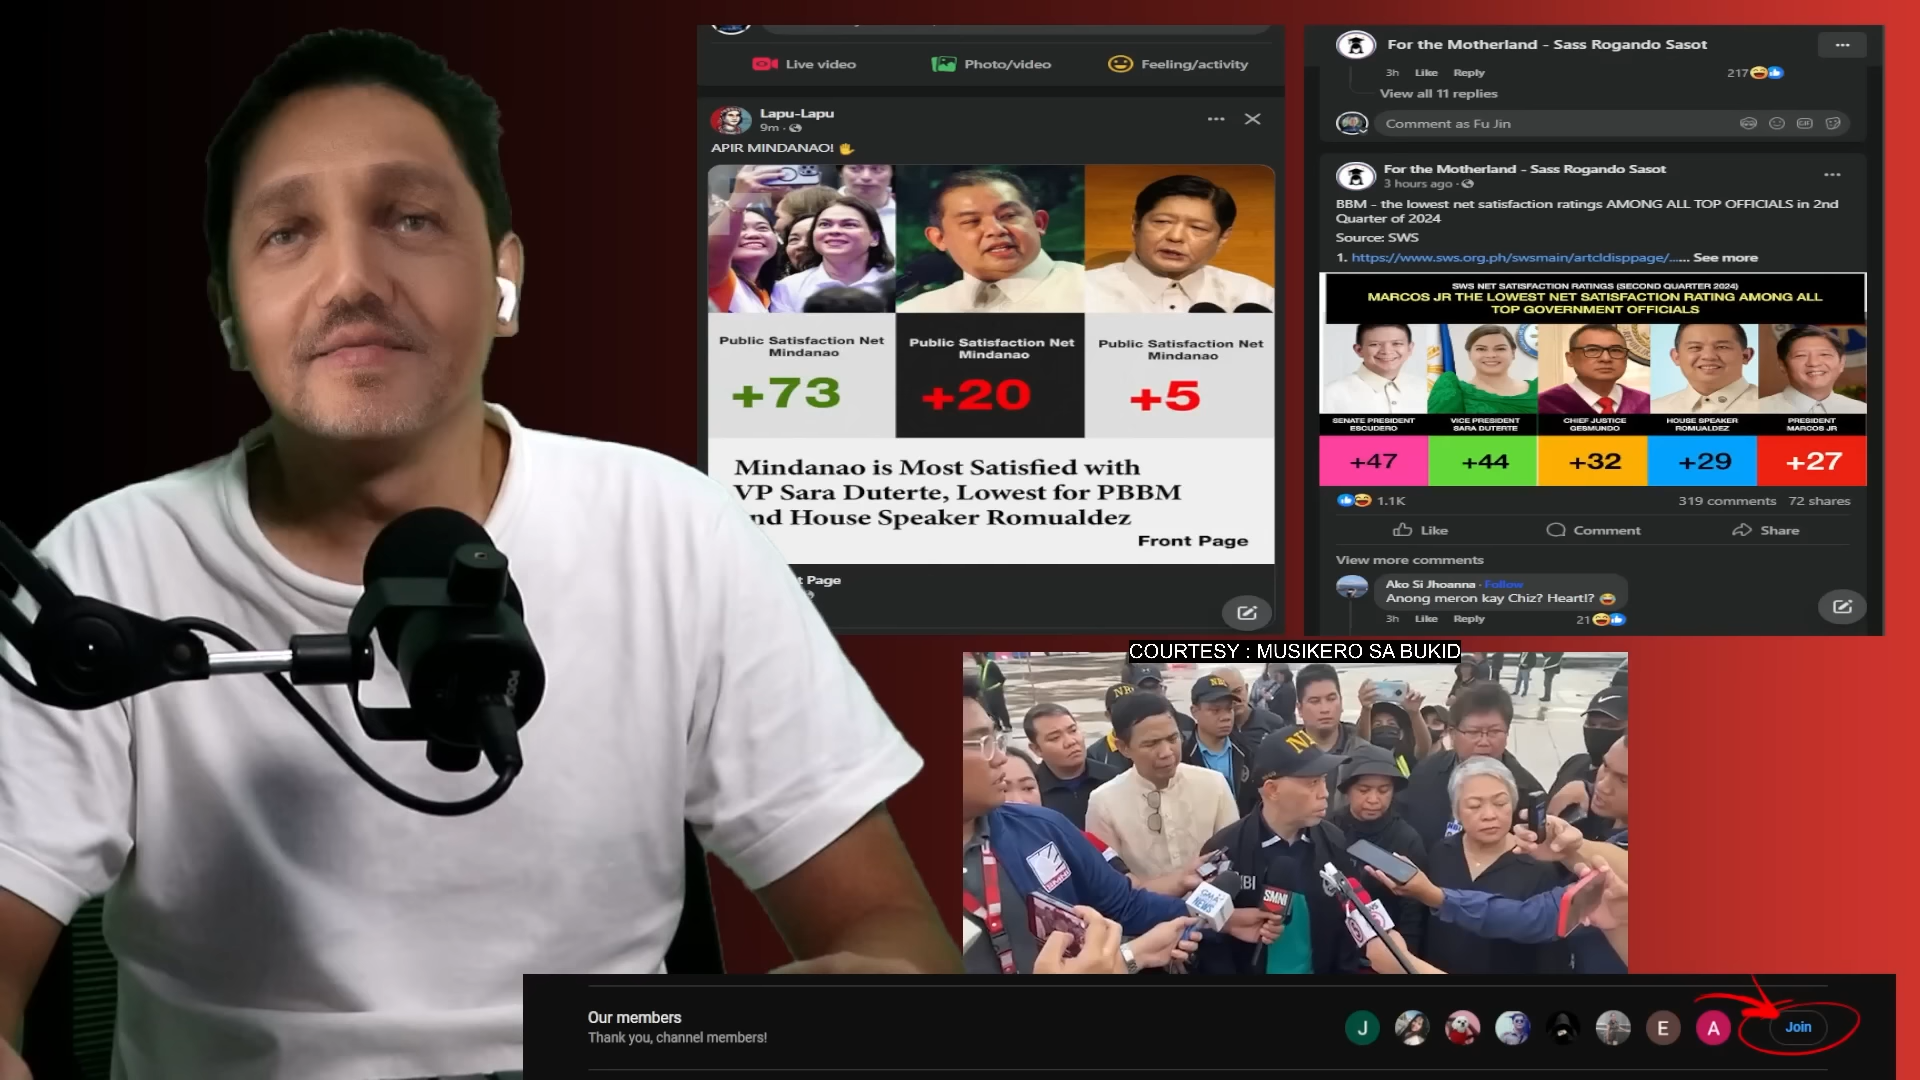 Live video
Photo/video
Feeling/activity
Lapu-Lapu
9m
APIR MINDANAO!
Public Satisfaction Net
Mindanao
+73
Public Satisfaction Net
Mindanao
+20
Public Satisfaction Net
Mindanao
+5
Mindanao is Most Satisfied with
VP Sara Duterte, Lowest for PBBM
nd House Speaker Romualdez
Front Page
t Page
For the Motherland - Sass Rogando Sasot
3h Like Reply
217
View all 11 replies
Comment as Fu Jin
For the Motherland - Sass Rogando Sasot
3 hours ago
BBM - the lowest net satisfaction ratings AMONG ALL TOP OFFICIALS in 2nd
Quarter of 2024
Source: SWS
1. https://www.sws.org.ph/swsmain/artcldisppage/...... See more
SWS NET SATISFACTION RATINGS (SECOND QUARTER 2024)
MARCOS JR THE LOWEST NET SATISFACTION RATING AMONG ALL
TOP GOVERNMENT OFFICIALS
SENATE PRESIDENT
ESCUDERO
VICE PRESIDENT
SARA DUTERTE
CHIEF JUSTICE
GESMUNDO
HOUSE SPEAKER
ROMUALDEZ
PRESIDENT
MARCOS JR
+47
+44
+32
+29
+27
1.1K
319 comments 72 shares
Like
Comment
Share
View more comments
Ako Si Jhoanna · Follow
Anong meron kay Chiz? Heart!?
3h Like Reply
21
COURTESY : MUSIKERO SA BUKID
NBI
GMA
NEWS
SMNI
Our members
Thank you, channel members!
J
E
A
Join